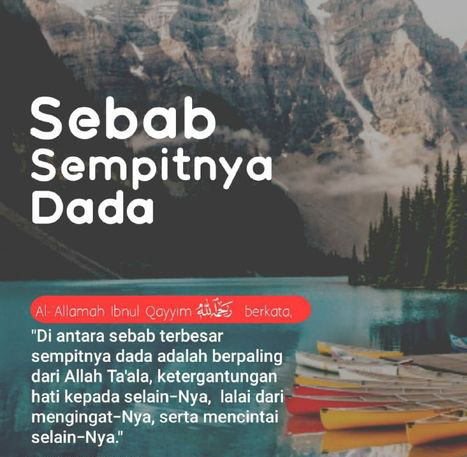 Sebab
Sempitnya
Dada
Al-'Allamah Ibnul Qayyim رحمه الله berkata,
"Di antara sebab terbesar
sempitnya dada adalah berpaling
dari Allah Ta'ala, ketergantungan
hati kepada selain-Nya, lalai dari
mengingat-Nya, serta mencintai
selain-Nya."